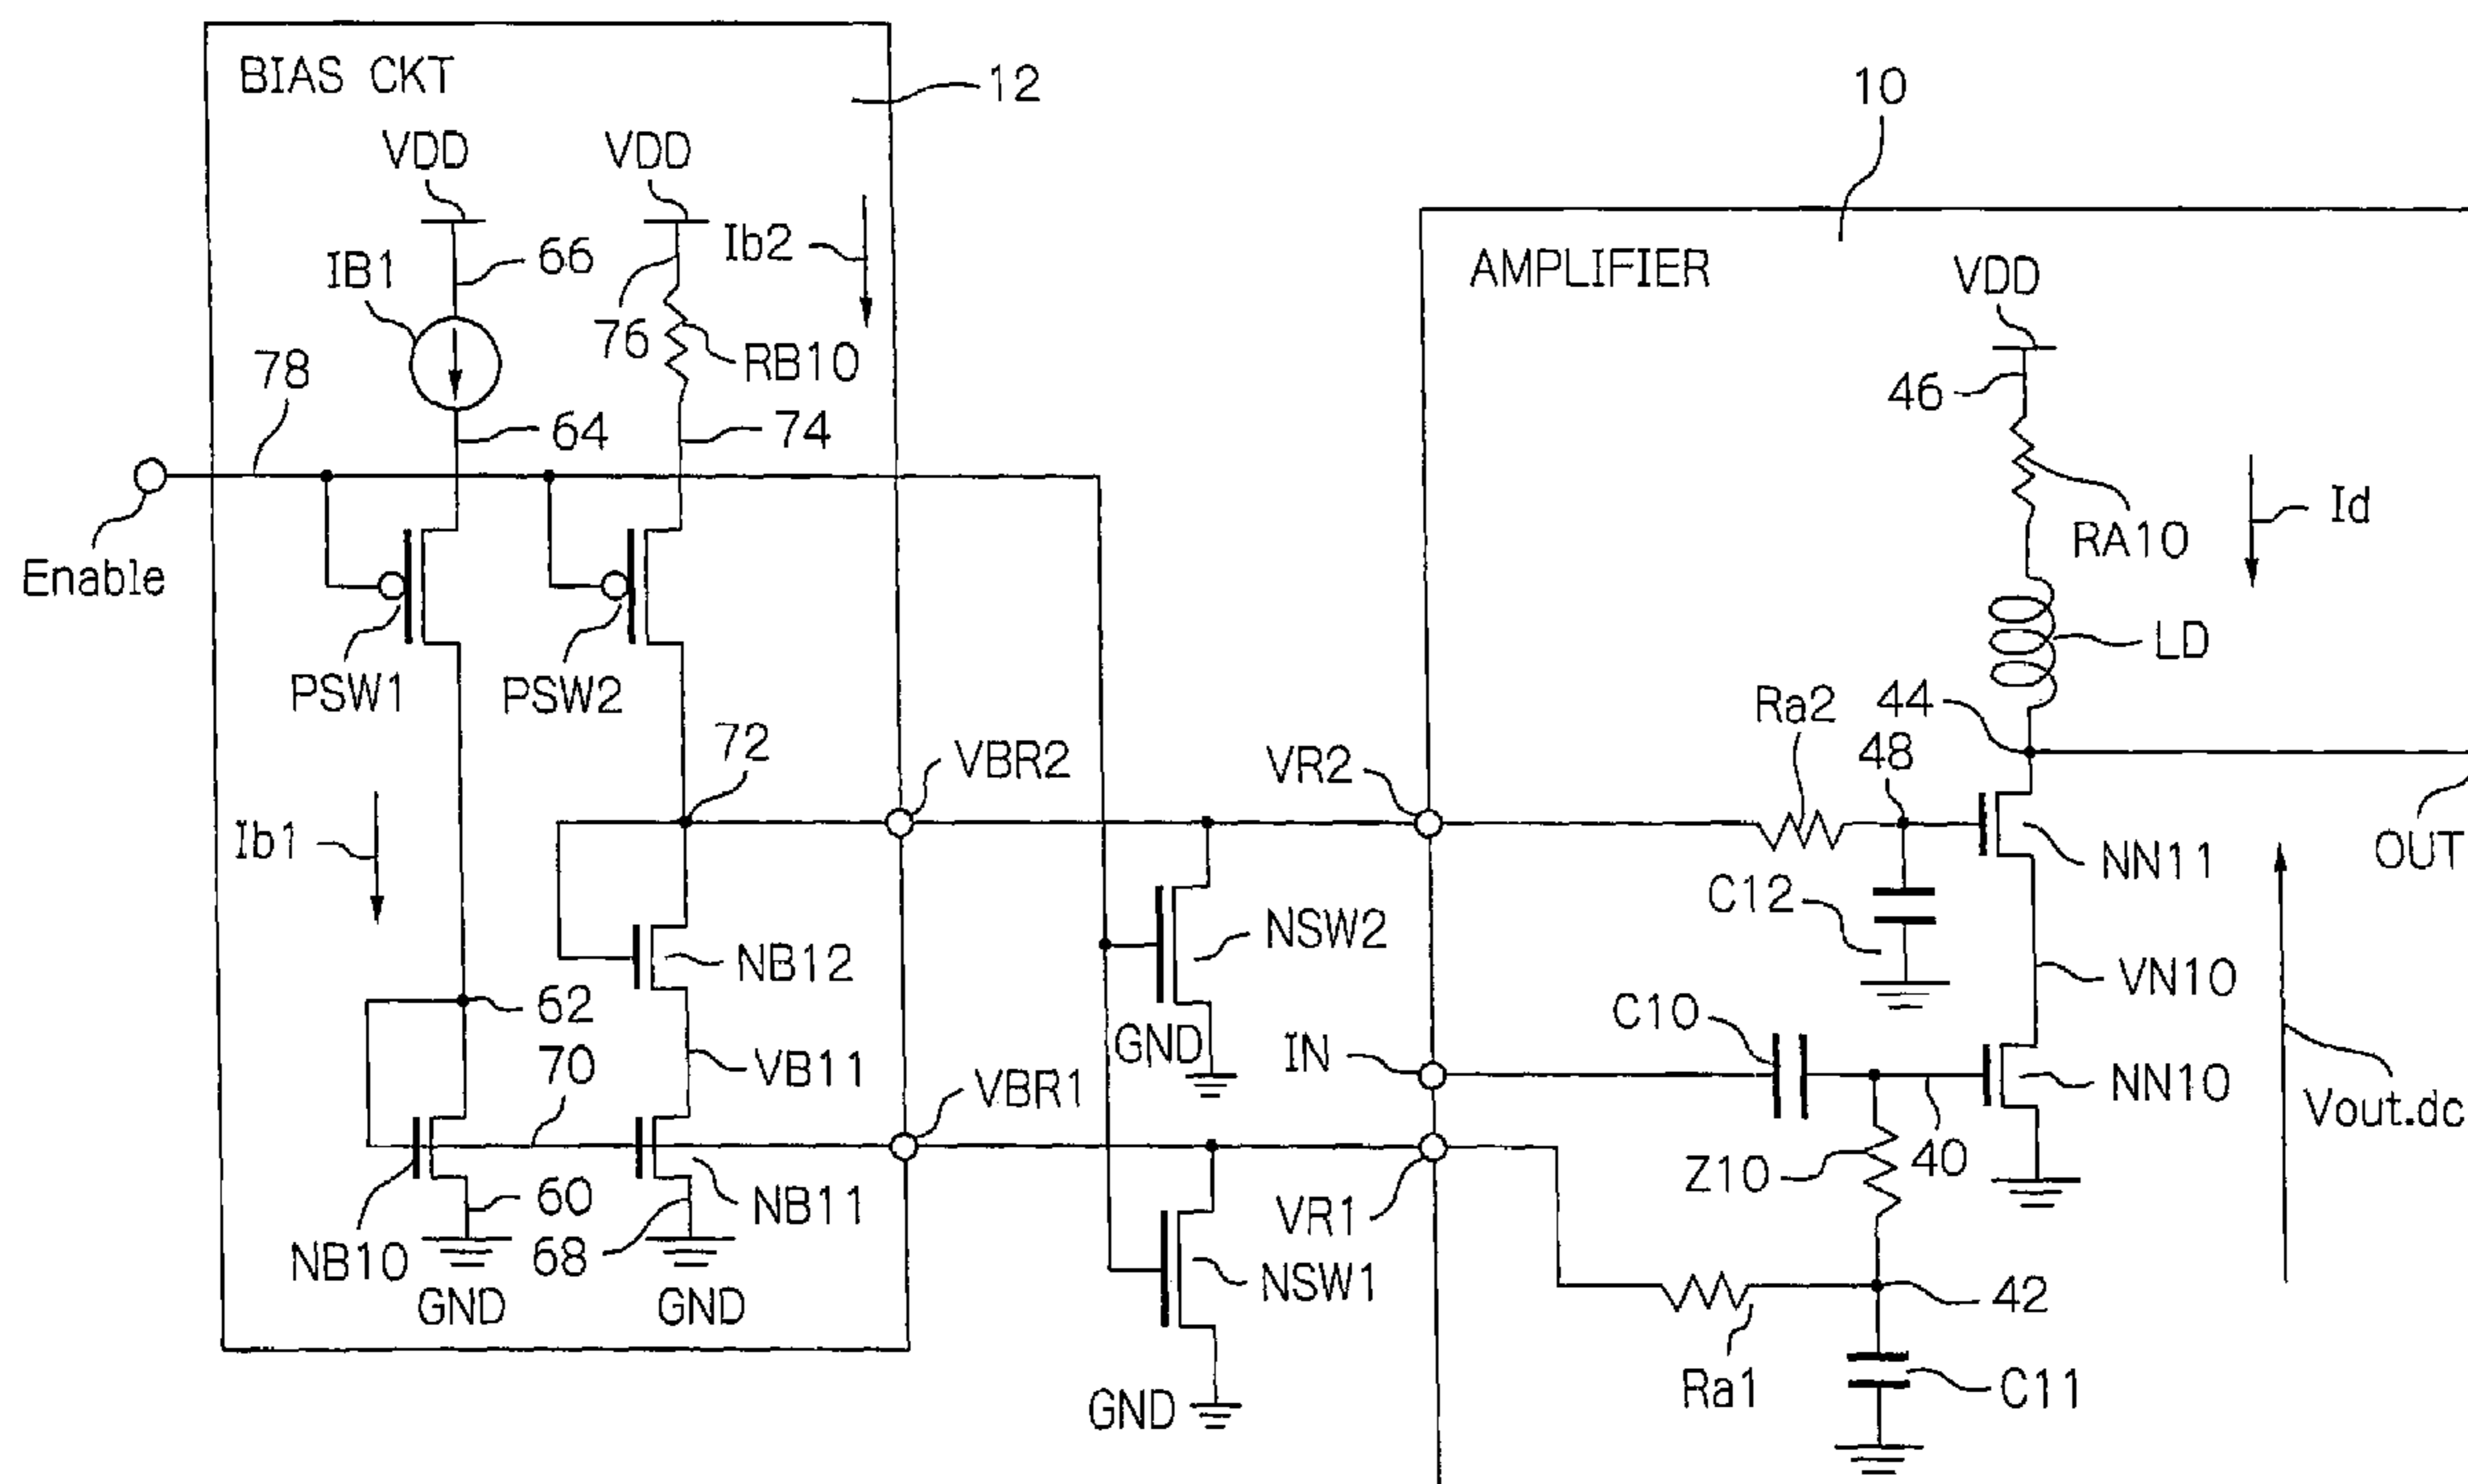 BIAS CKT
12
10
VDD
VDD
Ib2
66
IB1
76
RB10
AMPLIFIER
VDD
78
46
64
74
Id
Enable
RA10
PSW1
PSW2
LD
Ra2
44
72
VBR2
VR2
48
Ib1
NN11
OUT
C12
NSW2
NB12
VN10
62
C10
GND
IN
70
VB11
VBR1
NN10
Vout.dc
Z10
40
60
NB11
VR1
NB10
68
NSW1
GND
GND
42
Ra1
C11
GND